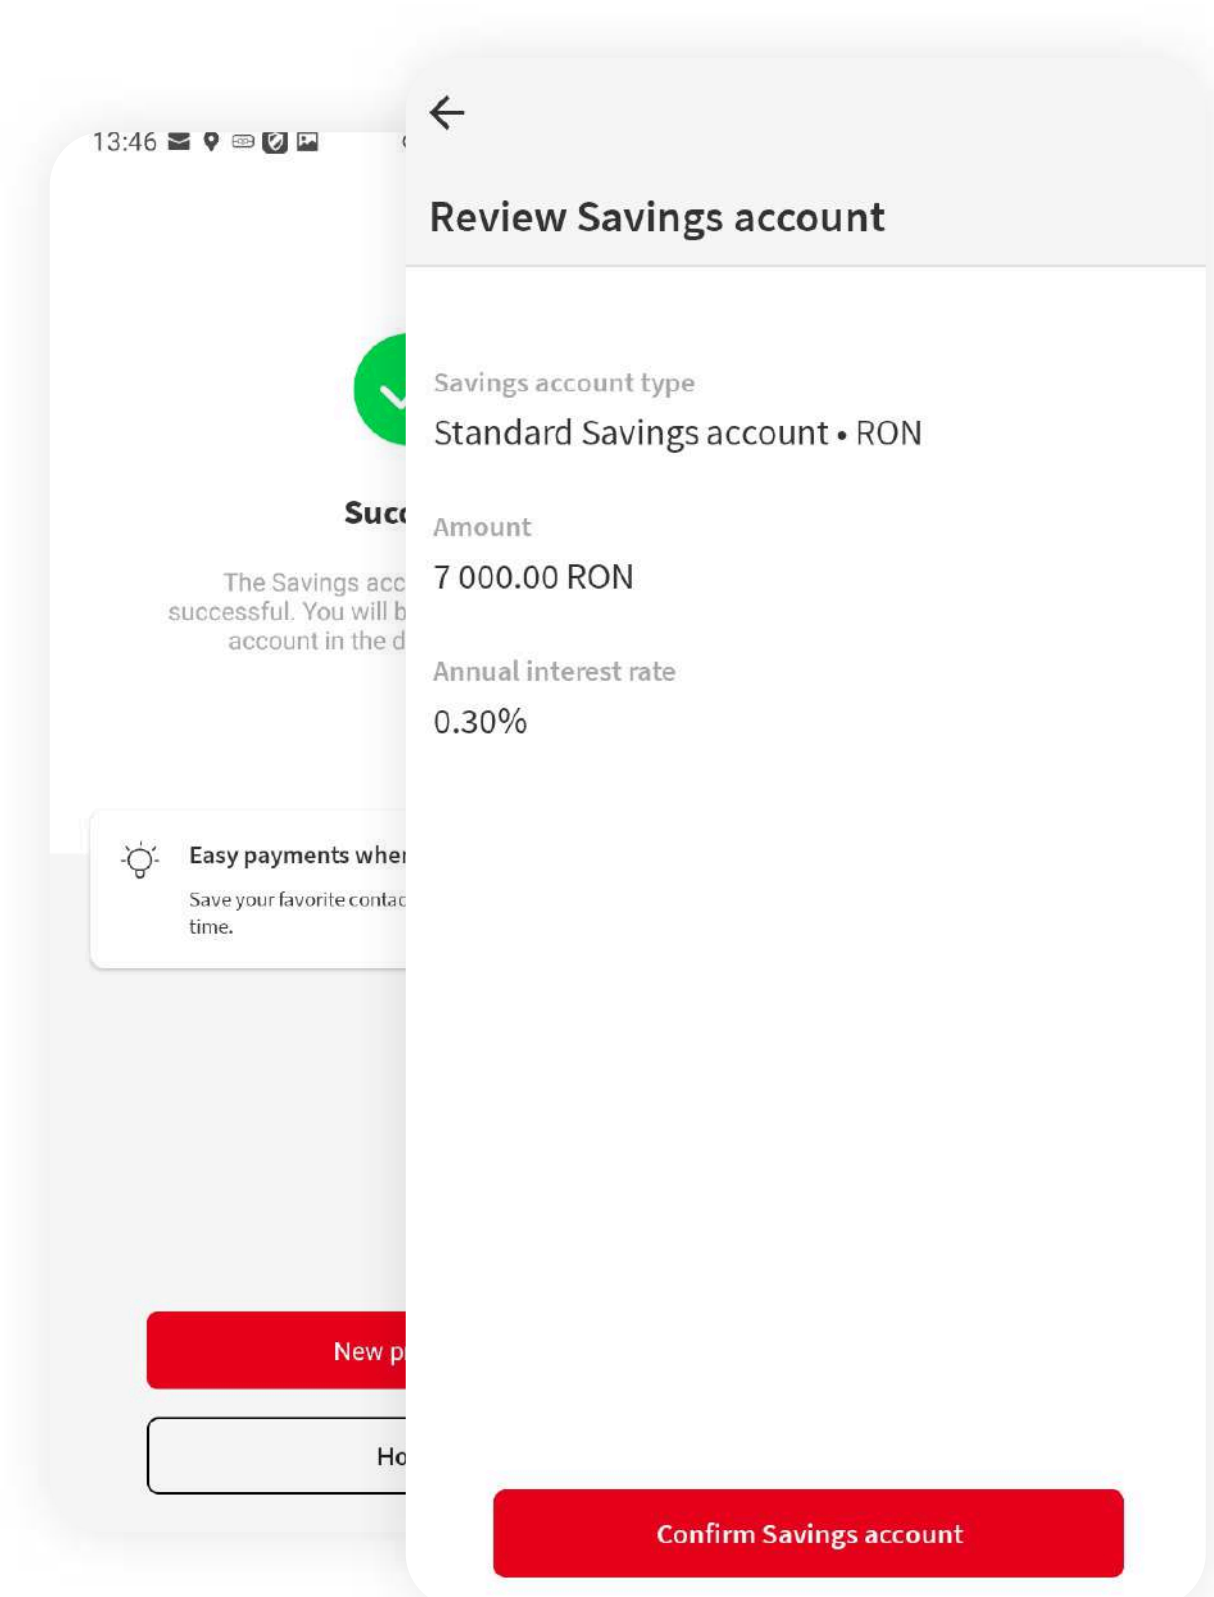 13:46
Succ
The Savings acc
successful. You will b
account in the d
Easy payments when
Save your favorite contac
time.
New p
Ho
Review Savings account
Savings account type
Standard Savings account • RON
Amount
7 000.00 RON
Annual interest rate
0.30%
Confirm Savings account